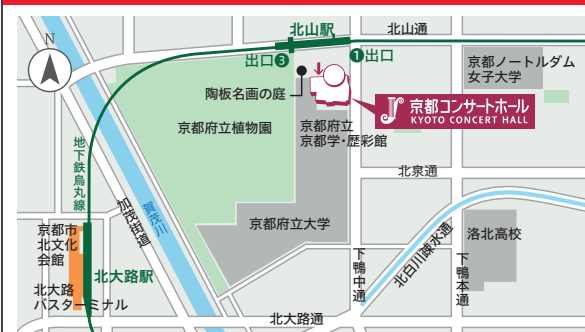 N
北山駅
北山通
出口❸
❶出口
京都ノートルダム
女子大学
陶板名画の庭
京都コンサートホール
KYOTO CONCERT HALL
京都府立植物園
京都府立
京都学・歴彩館
地下鉄烏丸線
北泉通
加茂街道
賀茂川
京都府立大学
京都市
北文化
会館
北大路駅
北大路
バスターミナル
下鴨中通
北白川疎水通
下鴨本通
洛北高校
北大路通